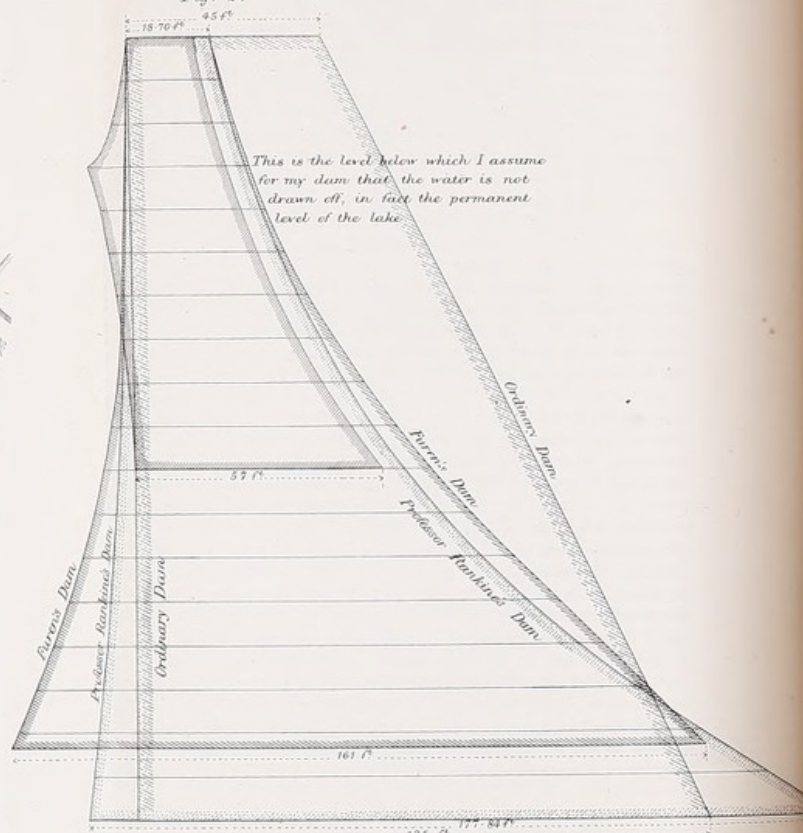 45 ft
18·70 ft
This is the level below which I assume
for my dam that the water is not
drawn off, in fact the permanent
level of the lake
Ordinary Dam
Furen's Dam
Professor Rankine's Dam
57 ft
Furen's Dam
Professor Rankine's Dam
Ordinary Dam
161 ft
177·84 ft